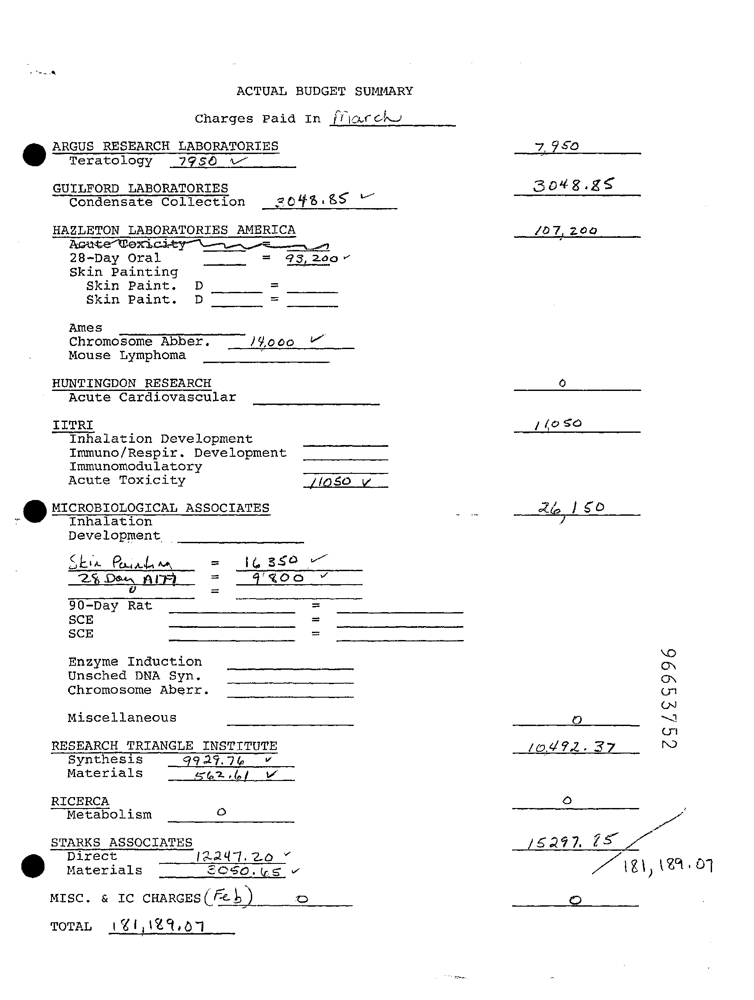 ACTUAL BUDGET SUMMARY
Charges Paid In March
ARGUS RESEARCH LABORATORIES 7,950
Teratology 7950 ✓
GUILFORD LABORATORIES 3048.85
Condensate Collection 3048.85 ✓
HAZLETON LABORATORIES AMERICA 107,200
Acute Toxicity =
28-Day Oral = 93,200 ✓
Skin Painting
Skin Paint. D =
Skin Paint. D =
Ames
Chromosome Abber. 14,000 ✓
Mouse Lymphoma
HUNTINGDON RESEARCH 0
Acute Cardiovascular
IITRI 11,050
Inhalation Development
Immuno/Respir. Development
Immunomodulatory
Acute Toxicity 11050 ✓
MICROBIOLOGICAL ASSOCIATES 26,150
Inhalation
Development
Skin Painting = 16350 ✓
28 Day = 9'800 ✓
" =
90-Day Rat =
SCE =
SCE =
Enzyme Induction
Unsched DNA Syn.
Chromosome Aberr.
Miscellaneous 0
RESEARCH TRIANGLE INSTITUTE 10,492.37
Synthesis 9929.76 ✓
Materials 562.61 ✓
RICERCA 0
Metabolism 0
STARKS ASSOCIATES 15297.85
Direct 12247.20 ✓
Materials 3050.65 ✓
181,189.07
MISC. & IC CHARGES (Feb) 0 0
TOTAL 181,189.07
96653752